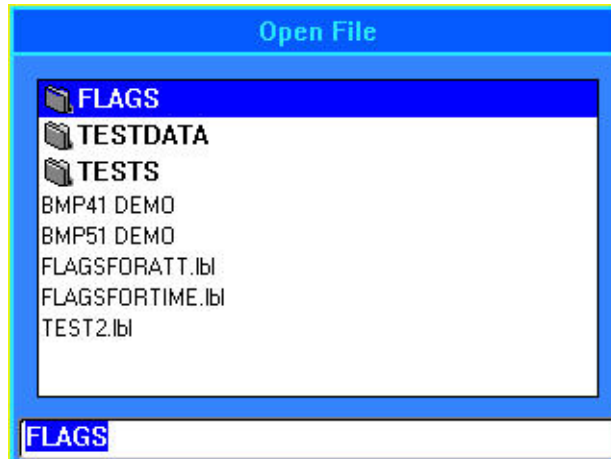 Open File
FLAGS
TESTDATA
TESTS
BMP41 DEMO
BMP51 DEMO
FLAGSFORATT.lbl
FLAGSFORTIME.lbl
TEST2.lbl
FLAGS